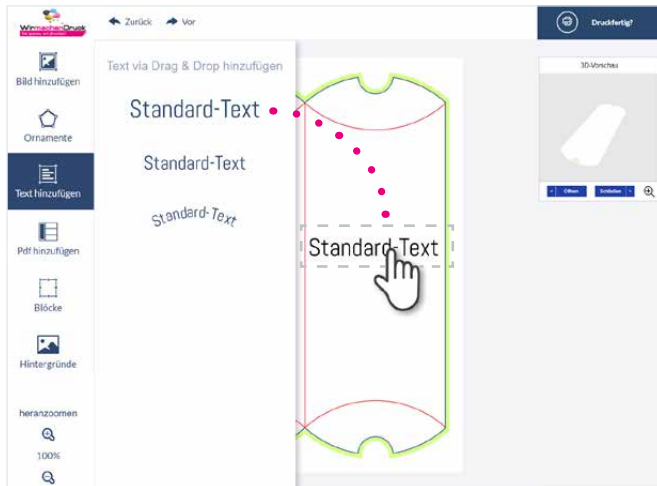 WirmachenDruck
Zurück
Vor
Druckfertig?
Bild hinzufügen
Ornamente
Text hinzufügen
Pdf hinzufügen
Blöcke
Hintergründe
heranzoomen
100%
Text via Drag & Drop hinzufügen
Standard-Text
Standard-Text
Standard-Text
Standard-Text
3D-Vorschau
Öffnen
Schließen